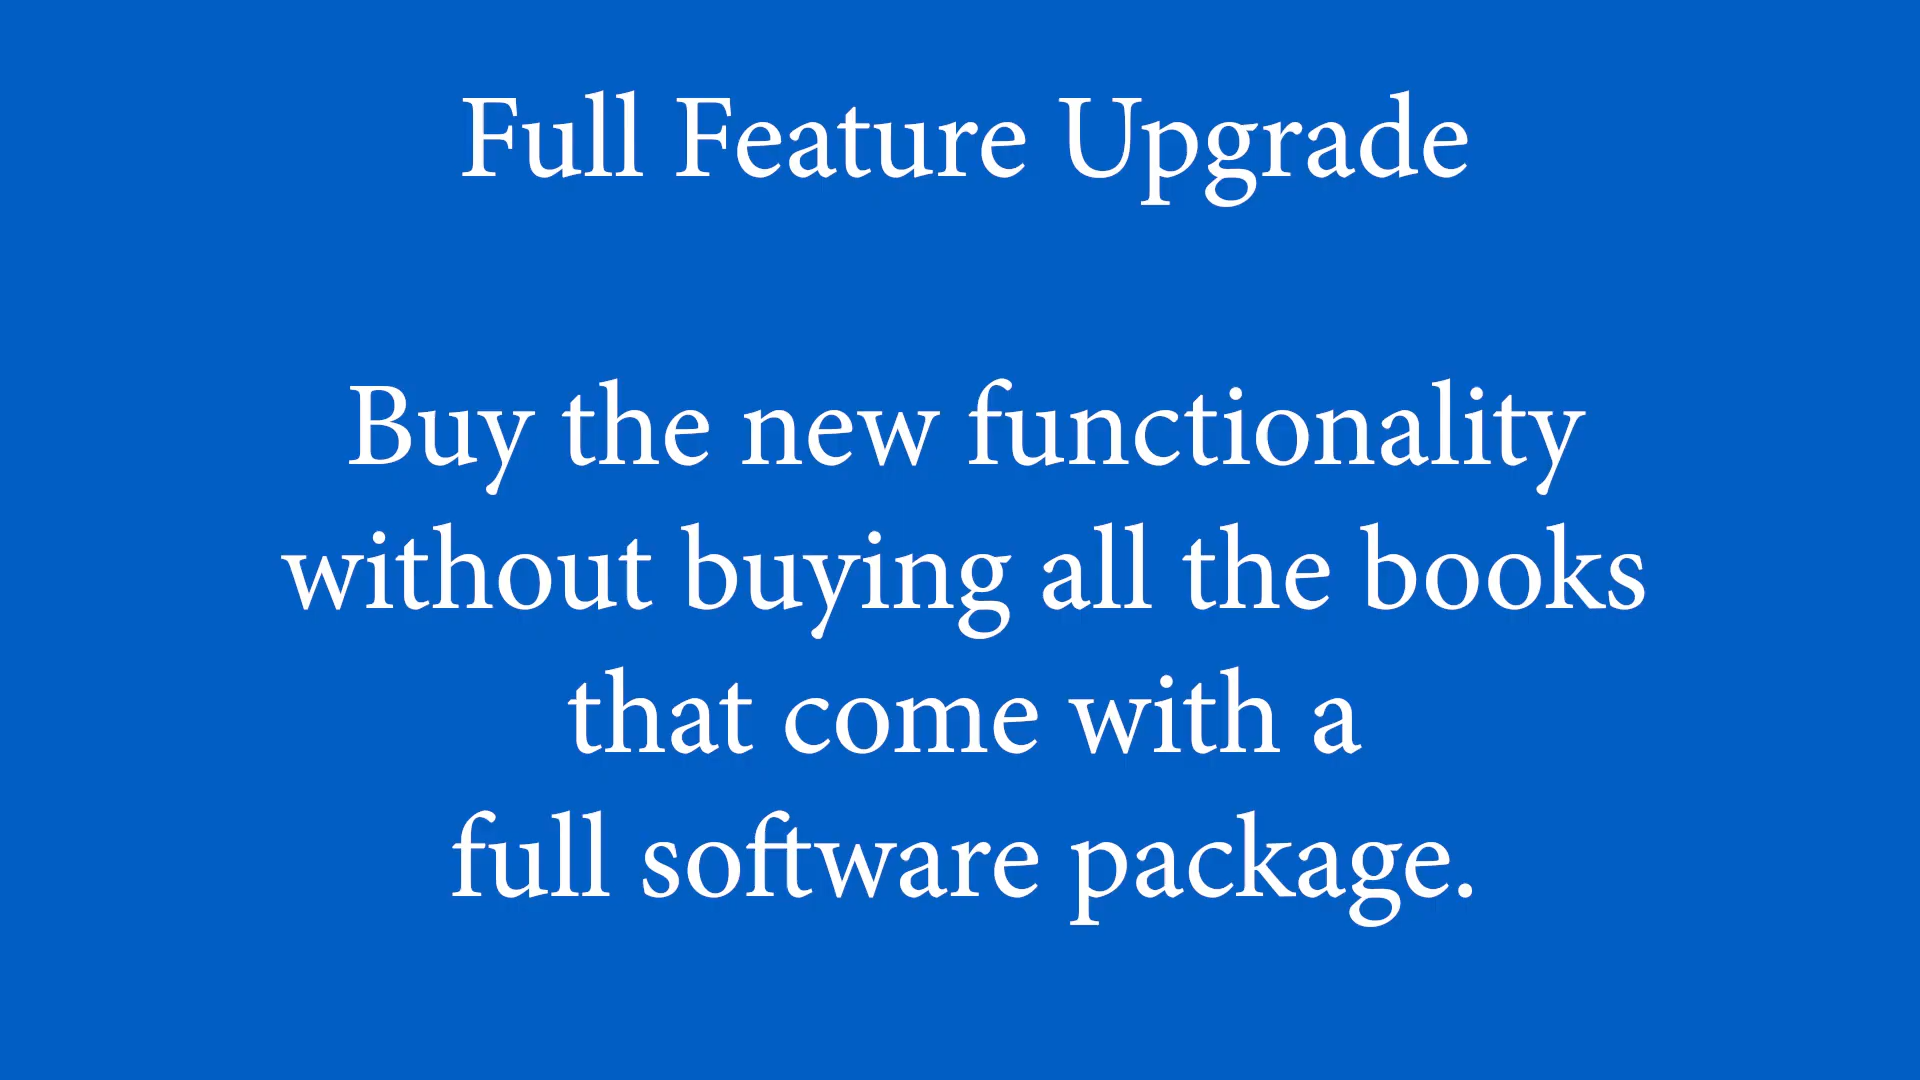 Full Feature Upgrade
Buy the new functionality
without buying all the books
that come with a
full software package.